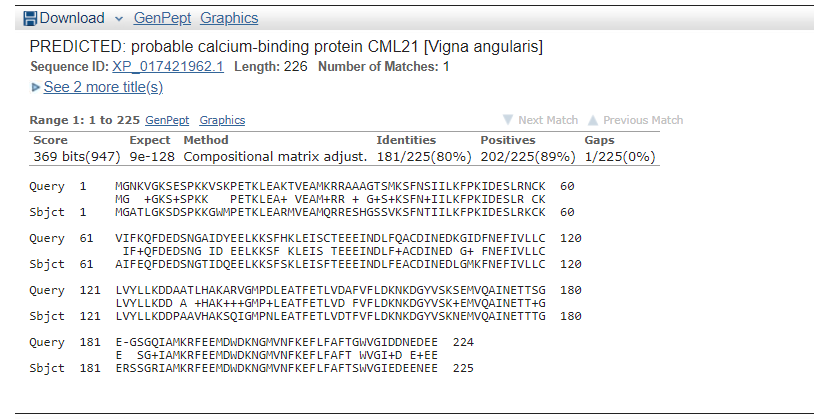 Download GenPept Graphics
PREDICTED: probable calcium-binding protein CML21 [Vigna angularis]
Sequence ID: XP_017421962.1 Length: 226 Number of Matches: 1
See 2 more title(s)
Range 1: 1 to 225 GenPept Graphics Next Match Previous Match
Score Expect Method Identities Positives Gaps
369 bits(947) 9e-128 Compositional matrix adjust. 181/225(80%) 202/225(89%) 1/225(0%)
Query 1 MGNKVGKSESPKKVSKPETKLEAKTVEAMKRRAAAGTSMKSFNSIILKFPKIDESLRNCK 60
MG +GKS+SPKK PETKLEA+ VEAM+RR + G+S+KSFN+IILKFPKIDESLR CK
Sbjct 1 MGATLGKSDSPKKGWMPETKLEARMVEAMQRRESHGSSVKSFNTIILKFPKIDESLRKCK 60
Query 61 VIFKQFDEDSNGAIDYEELKKSFHKLEISCTEEEINDLFQACDINEDKGIDFNEFIVLLC 120
IF+QFDEDSNG ID EELKKSF KLEIS TEEEINDLF+ACDINED G+ FNEFIVLLC
Sbjct 61 AIFEQFDEDSNGTIDQEELKKSFSKLEISFTEEEINDLFEACDINEDLGMKFNEFIVLLC 120
Query 121 LVYLLKDDAATLHAKARVGMPDLEATFETLVDAFVFLDKNKDGYVSKSEMVQAINETTSG 180
LVYLLKDD A +HAK+++GMP+LEATFETLVD FVFLDKNKDGYVSK+EMVQAINETT+G
Sbjct 121 LVYLLKDDPAAVHAKSQIGMPNLEATFETLVDTFVFLDKNKDGYVSKNEMVQAINETTTG 180
Query 181 E-GSGQIAMKRFEEMDWDKNGMVNFKEFLFAFTGWVGIDDNEDEE 224
E SG+IAMKRFEEMDWDKNGMVNFKEFLFAFT WVGI+D E+EE
Sbjct 181 ERSSGRIAMKRFEEMDWDKNGMVNFKEFLFAFTSWVGIEDEENEE 225